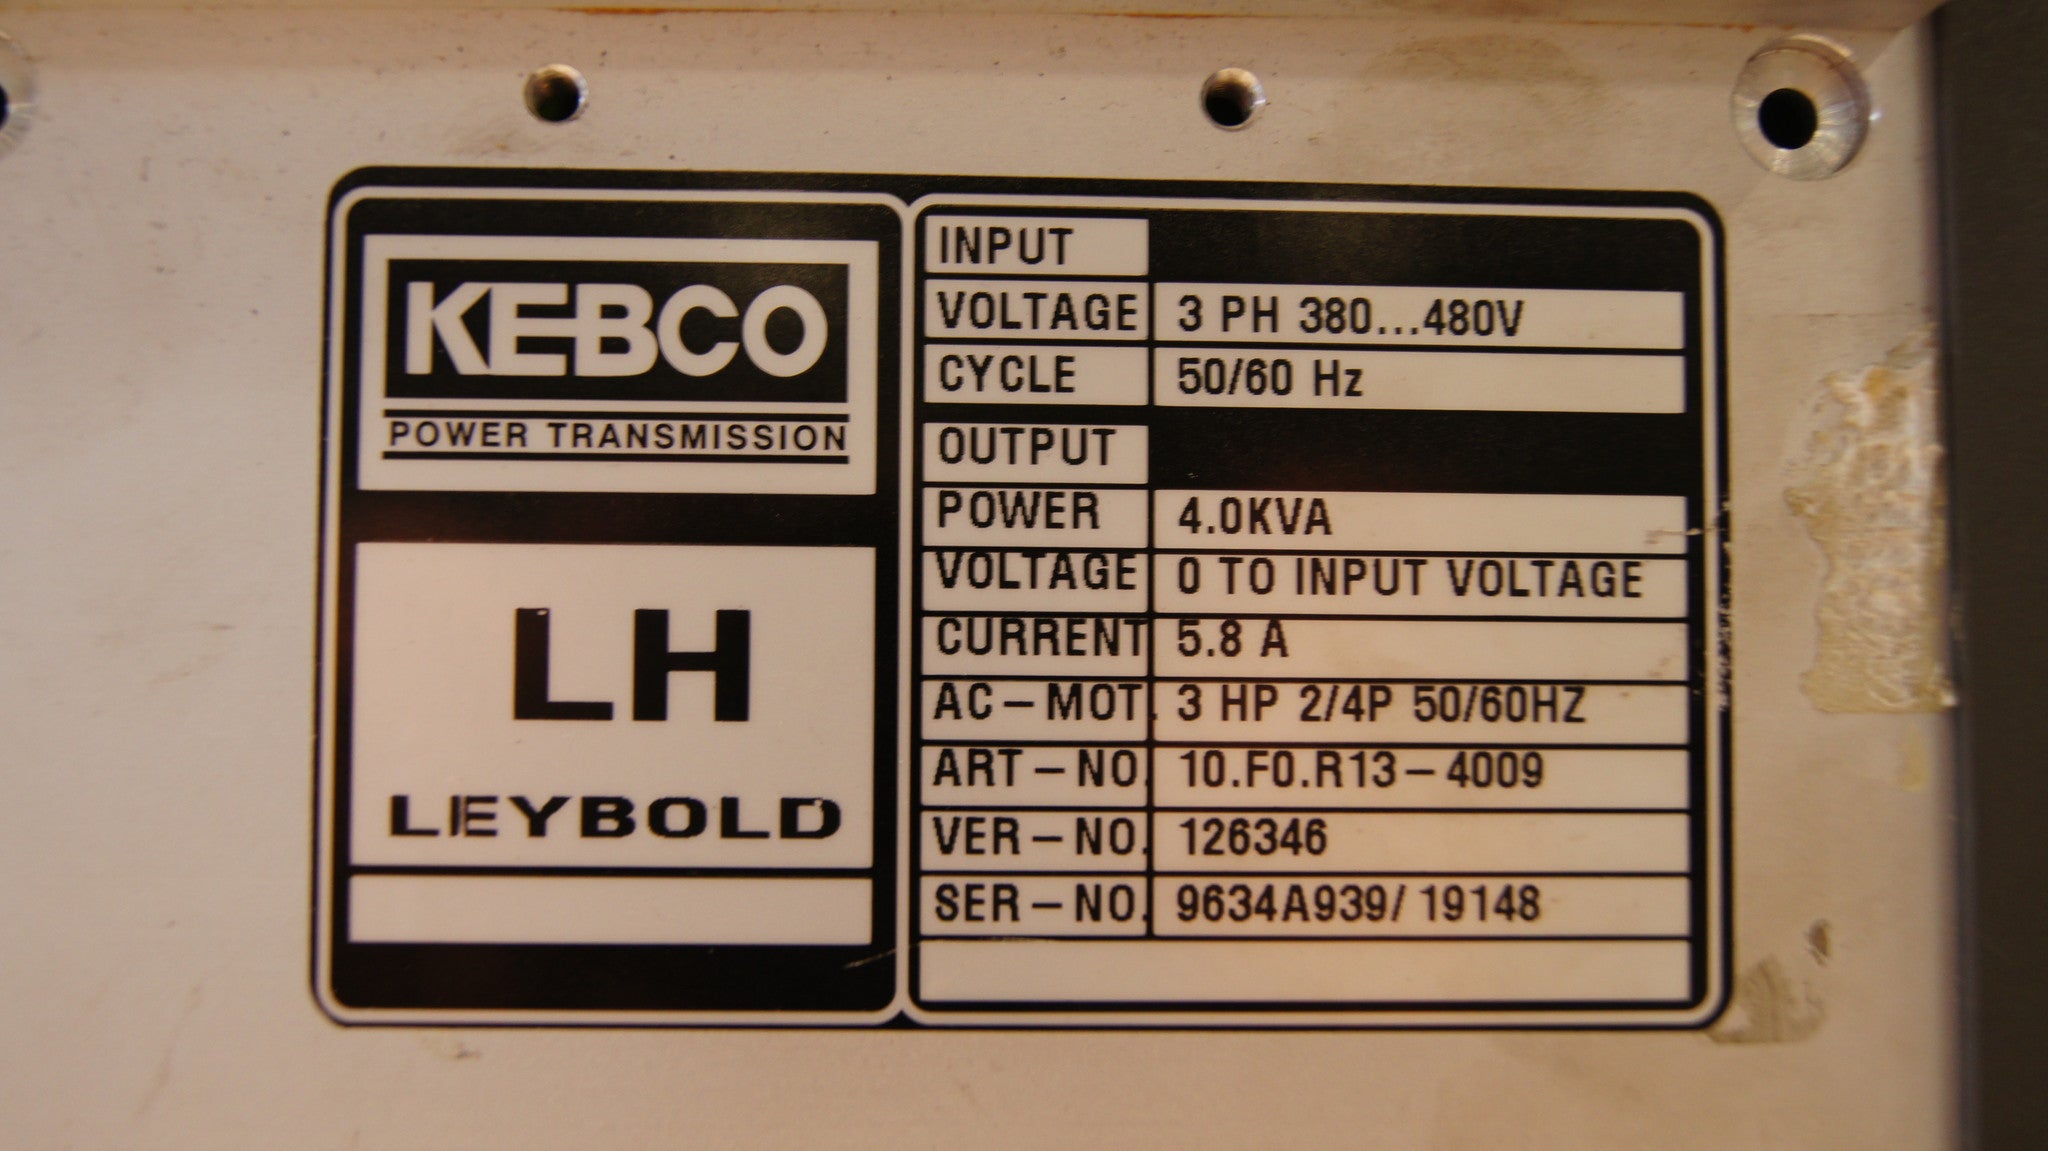 KEBCO
POWER TRANSMISSION
LH
LEYBOLD
INPUT
VOLTAGE 3 PH 380...480V
CYCLE 50/60 Hz
OUTPUT
POWER 4.0KVA
VOLTAGE 0 TO INPUT VOLTAGE
CURRENT 5.8 A
AC-MOT. 3 HP 2/4P 50/60HZ
ART-NO. 10.F0.R13-4009
VER-NO. 126346
SER-NO. 9634A939/ 19148